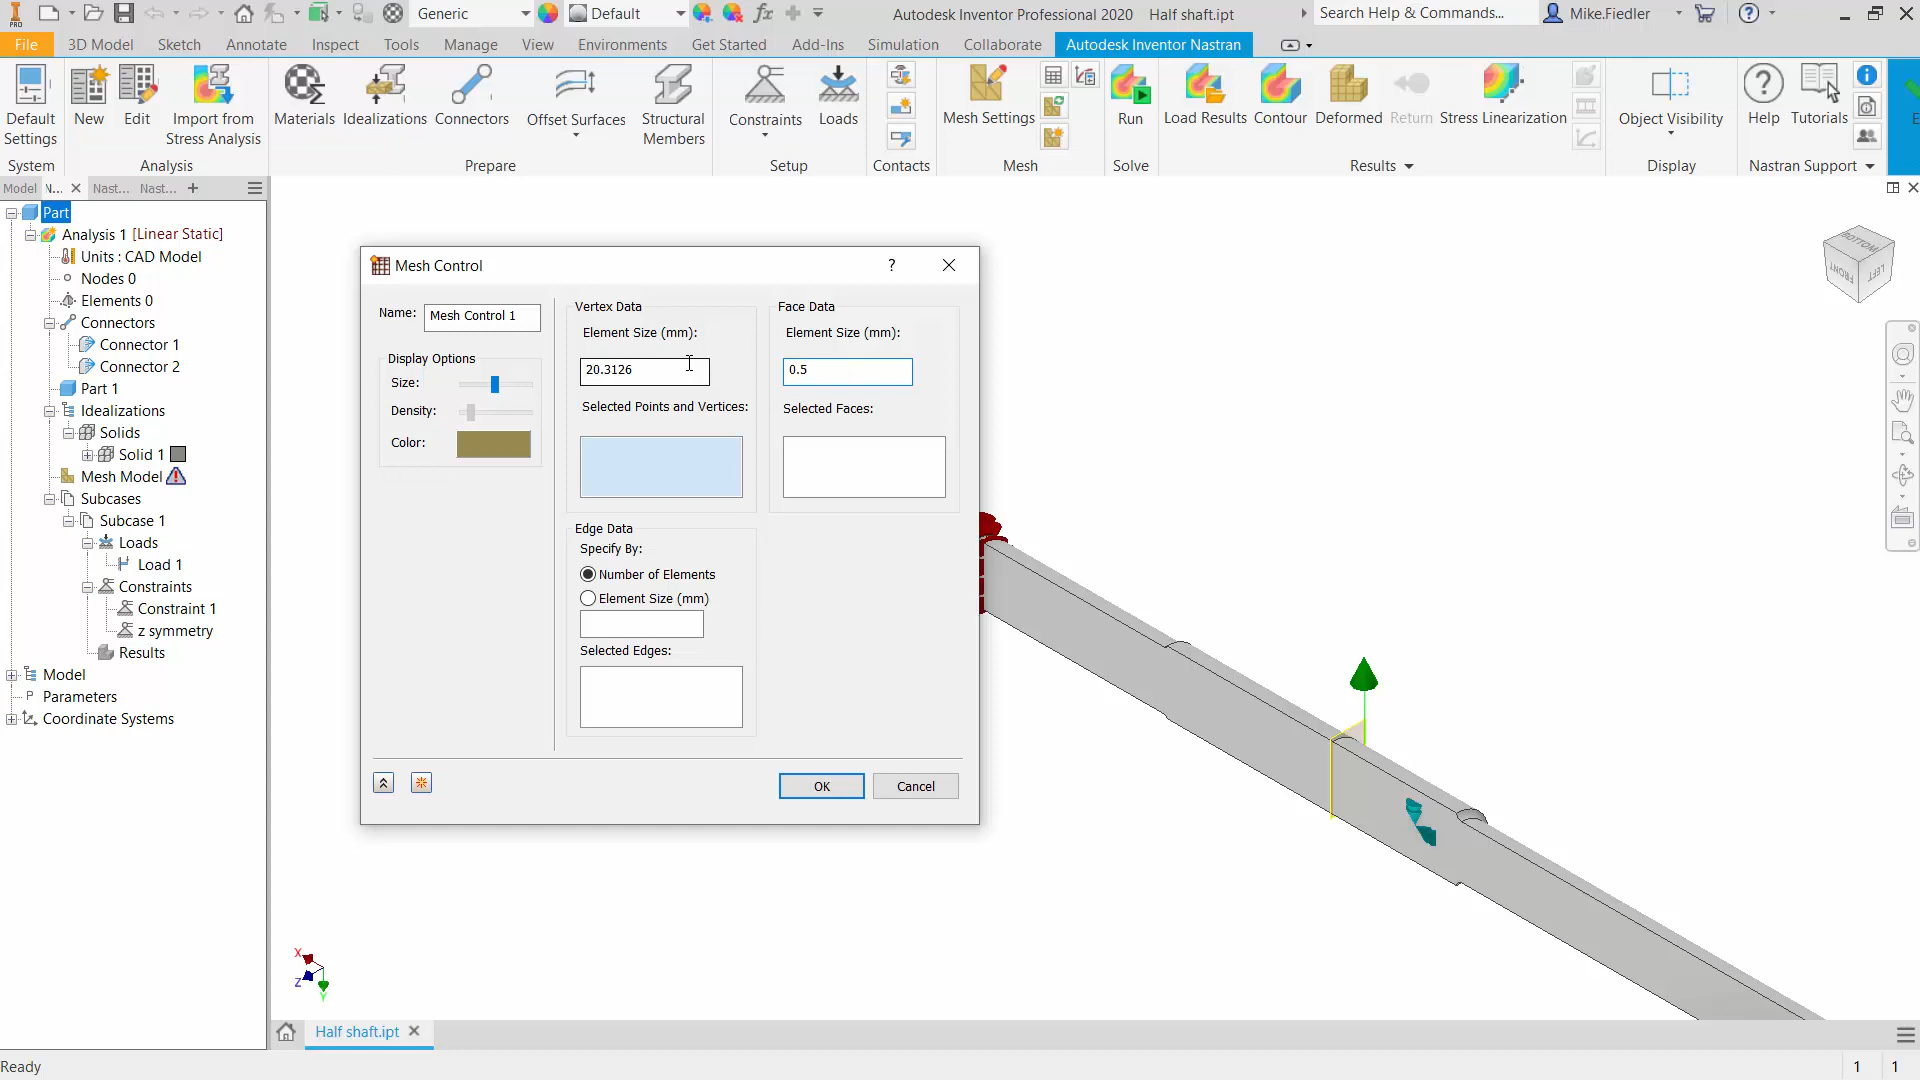 PRO
Generic
Default
Autodesk Inventor Professional 2020 Half shaft.ipt
Search Help & Commands...
Mike.Fiedler
File
3D Model
Sketch
Annotate
Inspect
Tools
Manage
View
Environments
Get Started
Add-Ins
Simulation
Collaborate
Autodesk Inventor Nastran
Default
Settings
New
Edit
Import from
Stress Analysis
Materials
Idealizations
Connectors
Offset Surfaces
Structural
Members
Constraints
Loads
Mesh Settings
Run
Load Results
Contour
Deformed
Return
Stress Linearization
Object Visibility
Help
Tutorials
System
Analysis
Prepare
Setup
Contacts
Mesh
Solve
Results
Display
Nastran Support
Model
N...
Nast...
Nast...
Part
Analysis 1 [Linear Static]
Units : CAD Model
Nodes 0
Elements 0
Connectors
Connector 1
Connector 2
Part 1
Idealizations
Solids
Solid 1
Mesh Model
Subcases
Subcase 1
Loads
Load 1
Constraints
Constraint 1
z symmetry
Results
Model
Parameters
Coordinate Systems
Mesh Control
Name: Mesh Control 1
Display Options
Size:
Density:
Color:
Vertex Data
Element Size (mm):
20.3126
Selected Points and Vertices:
Face Data
Element Size (mm):
0.5
Selected Faces:
Edge Data
Specify By:
Number of Elements
Element Size (mm)
Selected Edges:
OK
Cancel
BOTTOM
FRONT
LEFT
X
Z
Y
Half shaft.ipt
Ready
1 1